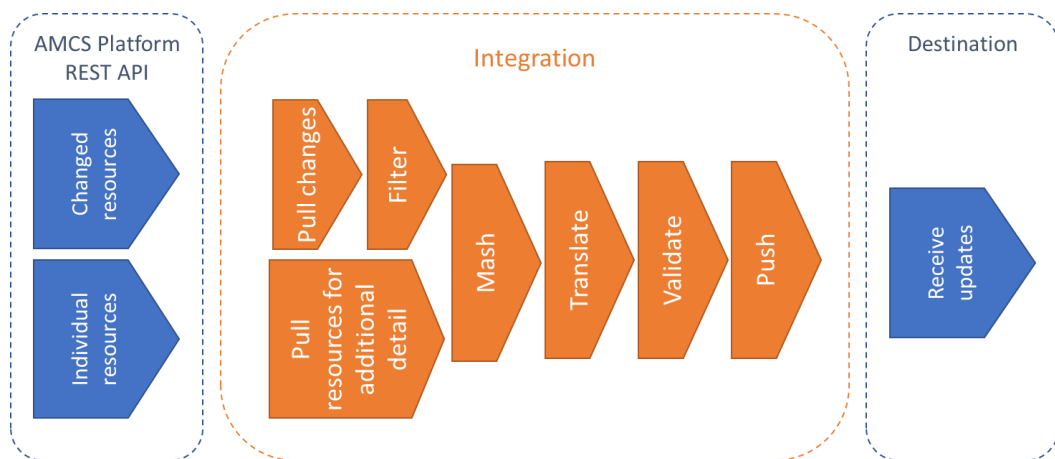 AMCS Platform
REST API
Changed
resources
Individual
resources
Integration
Pull changes
Filter
Pull
resources for
additional
detail
Mash
Translate
Validate
Push
Destination
Receive
updates